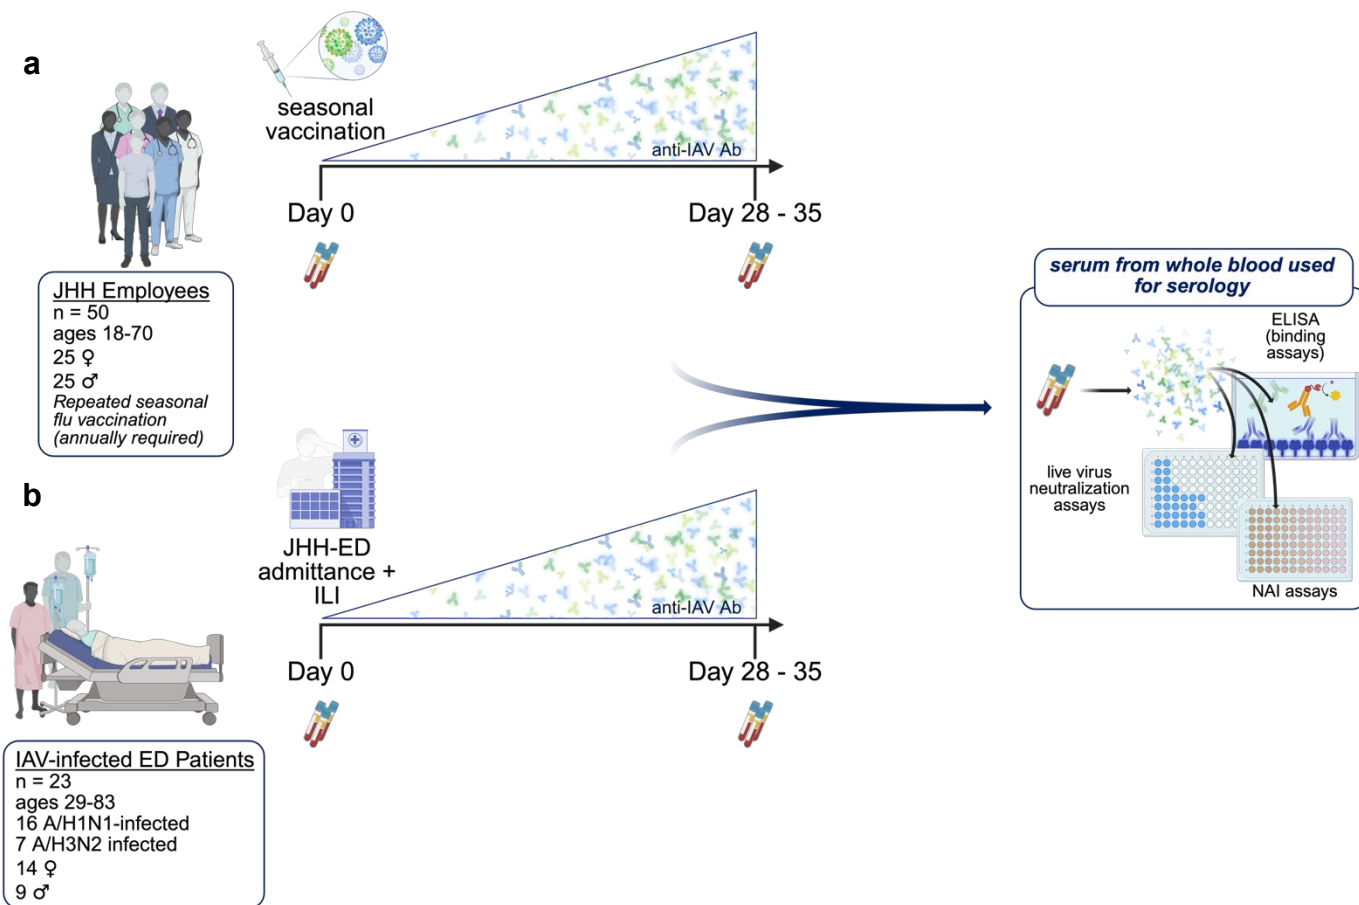 a
seasonal
vaccination
anti-IAV Ab
Day 0
Day 28 - 35
JHH Employees
n = 50
ages 18-70
25 ♀
25 ♂
Repeated seasonal
flu vaccination
(annually required)
b
JHH-ED
admittance +
ILI
anti-IAV Ab
Day 0
Day 28 - 35
IAV-infected ED Patients
n = 23
ages 29-83
16 A/H1N1-infected
7 A/H3N2 infected
14 ♀
9 ♂
serum from whole blood used
for serology
ELISA
(binding
assays)
live virus
neutralization
assays
NAI assays